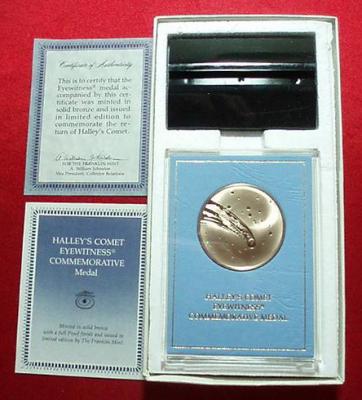 Certificate of Authenticity
This is to certify that the
Eyewitness® medal
accompanied by this cer-
tificate was minted in
solid bronze and issued
in limited edition to
commemorate the re-
turn of Halley's Comet.
FOR THE FRANKLIN MINT
A. William Johnston
Vice President, Collector Relations
HALLEY'S COMET
EYEWITNESS®
COMMEMORATIVE
Medal
Minted in solid bronze
with a full Proof finish and issued in
limited edition by The Franklin Mint.
HALLEY'S COMET
EYEWITNESS®
COMMEMORATIVE MEDAL